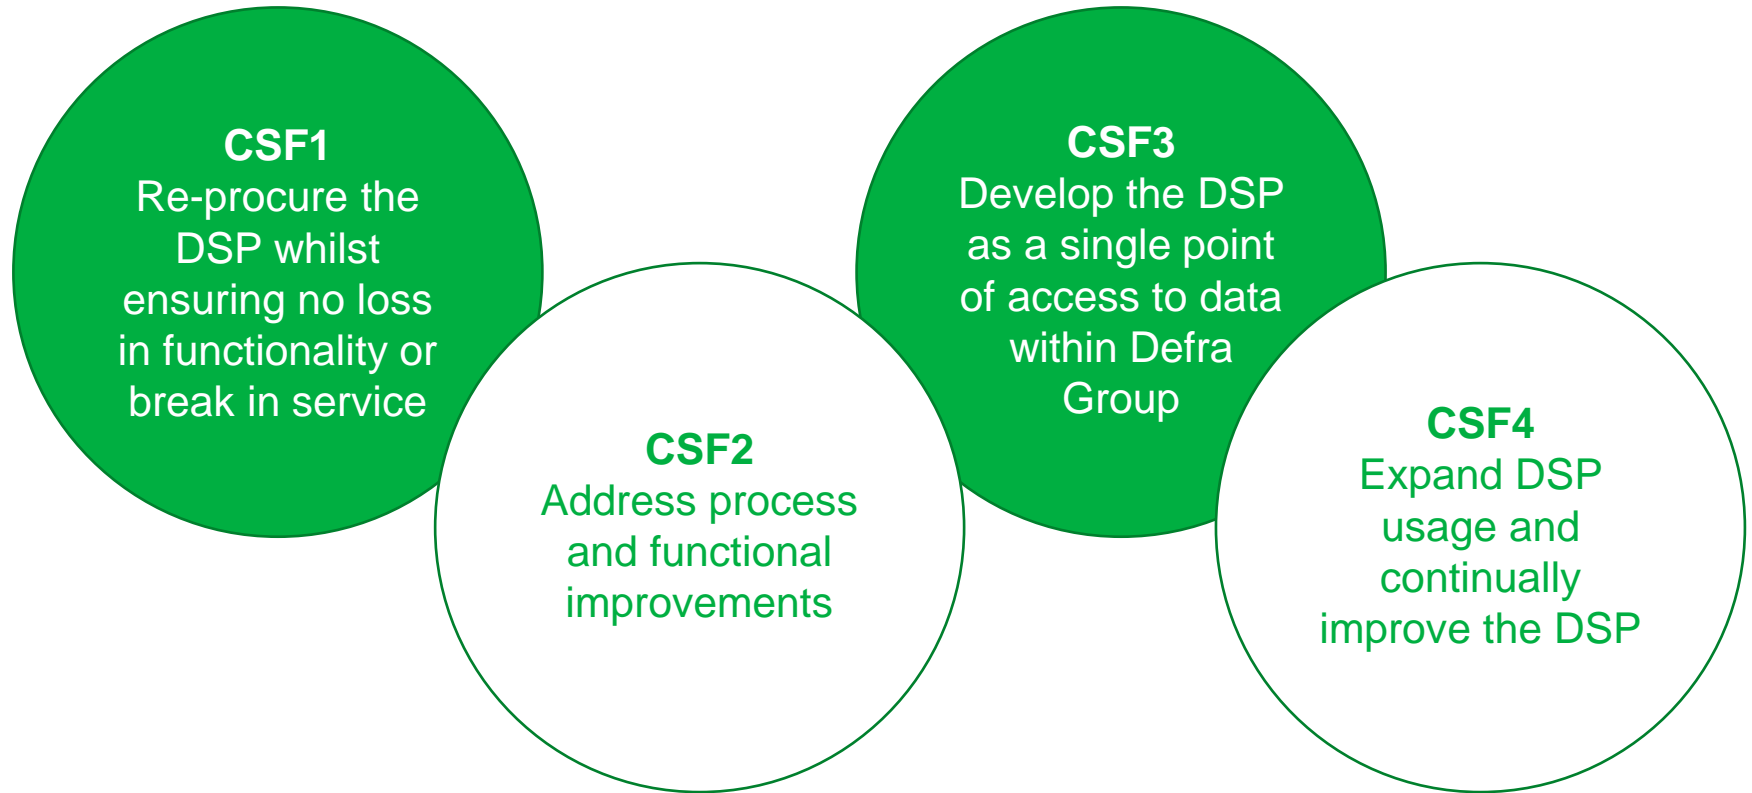 CSF1
Re-procure the
DSP whilst
ensuring no loss
in functionality or
break in service
CSF2
Address process
and functional
improvements
CSF3
Develop the DSP
as a single point
of access to data
within Defra
Group
CSF4
Expand DSP
usage and
continually
improve the DSP